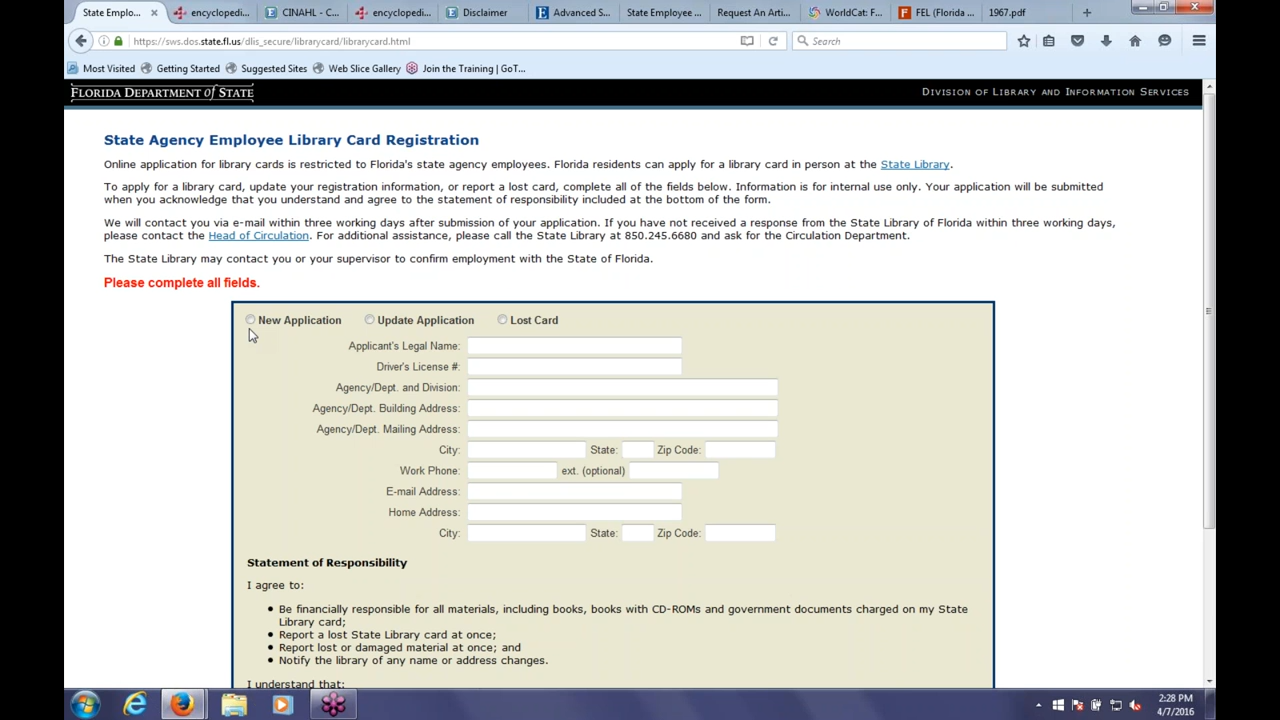 State Emplo...
encyclopedi...
CINAHL - C...
encyclopedi...
Disclaimer
Advanced S...
State Employee ...
Request An Arti...
WorldCat: F...
FEL (Florida ...
1967.pdf
https://sws.dos.state.fl.us/dlis_secure/librarycard/librarycard.html
Search
Most Visited
Getting Started
Suggested Sites
Web Slice Gallery
Join the Training | GoT...
FLORIDA DEPARTMENT of STATE
DIVISION OF LIBRARY AND INFORMATION SERVICES
State Agency Employee Library Card Registration
Online application for library cards is restricted to Florida's state agency employees. Florida residents can apply for a library card in person at the State Library.
To apply for a library card, update your registration information, or report a lost card, complete all of the fields below. Information is for internal use only. Your application will be submitted
when you acknowledge that you understand and agree to the statement of responsibility included at the bottom of the form.
We will contact you via e-mail within three working days after submission of your application. If you have not received a response from the State Library of Florida within three working days,
please contact the Head of Circulation. For additional assistance, please call the State Library at 850.245.6680 and ask for the Circulation Department.
The State Library may contact you or your supervisor to confirm employment with the State of Florida.
Please complete all fields.
New Application
Update Application
Lost Card
Applicant's Legal Name:
Driver's License #:
Agency/Dept. and Division:
Agency/Dept. Building Address:
Agency/Dept. Mailing Address:
City: State: Zip Code:
Work Phone: ext. (optional)
E-mail Address:
Home Address:
City: State: Zip Code:
Statement of Responsibility
I agree to:
Be financially responsible for all materials, including books, books with CD-ROMs and government documents charged on my State
Library card;
Report a lost State Library card at once;
Report lost or damaged material at once; and
Notify the library of any name or address changes.
I understand that:
2:28 PM
4/7/2016